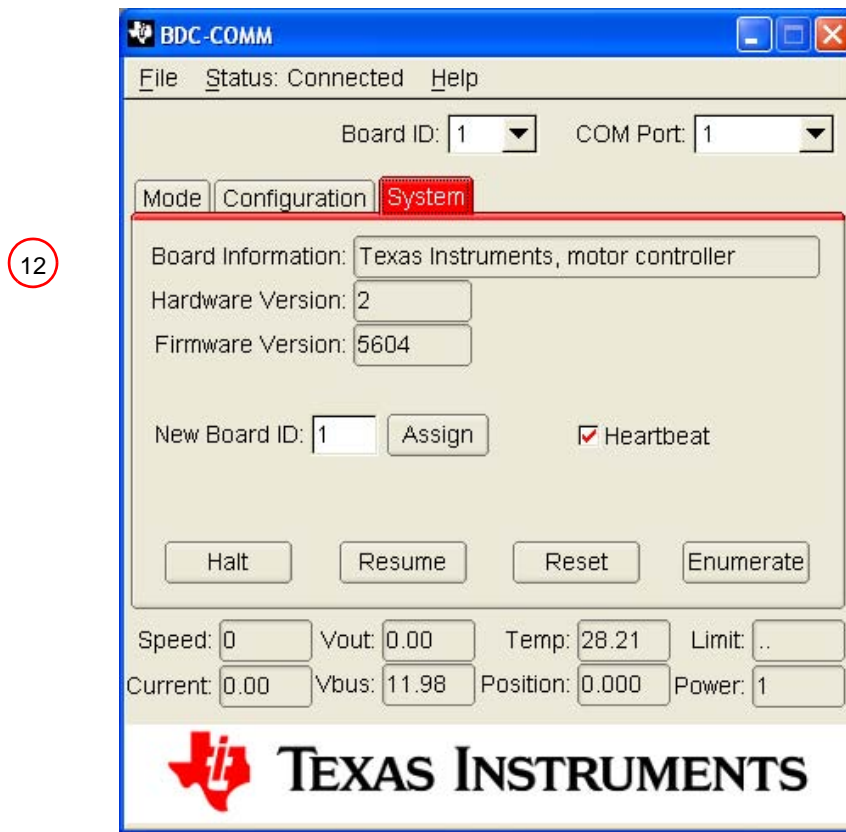 BDC-COMM
File Status: Connected Help
Board ID: 1 COM Port: 1
Mode Configuration System
12
Board Information: Texas Instruments, motor controller
Hardware Version: 2
Firmware Version: 5604
New Board ID: 1 Assign Heartbeat
Halt Resume Reset Enumerate
Speed: 0 Vout: 0.00 Temp: 28.21 Limit: ..
Current: 0.00 Vbus: 11.98 Position: 0.000 Power: 1
TEXAS INSTRUMENTS